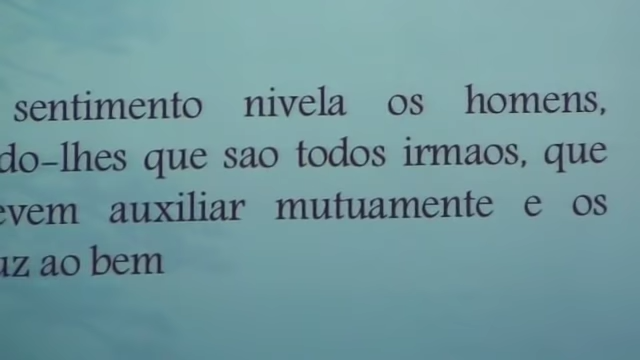 sentimento nivela os homens,
do-lhes que sao todos irmaos, que
evem auxiliar mutuamente e os
uz ao bem